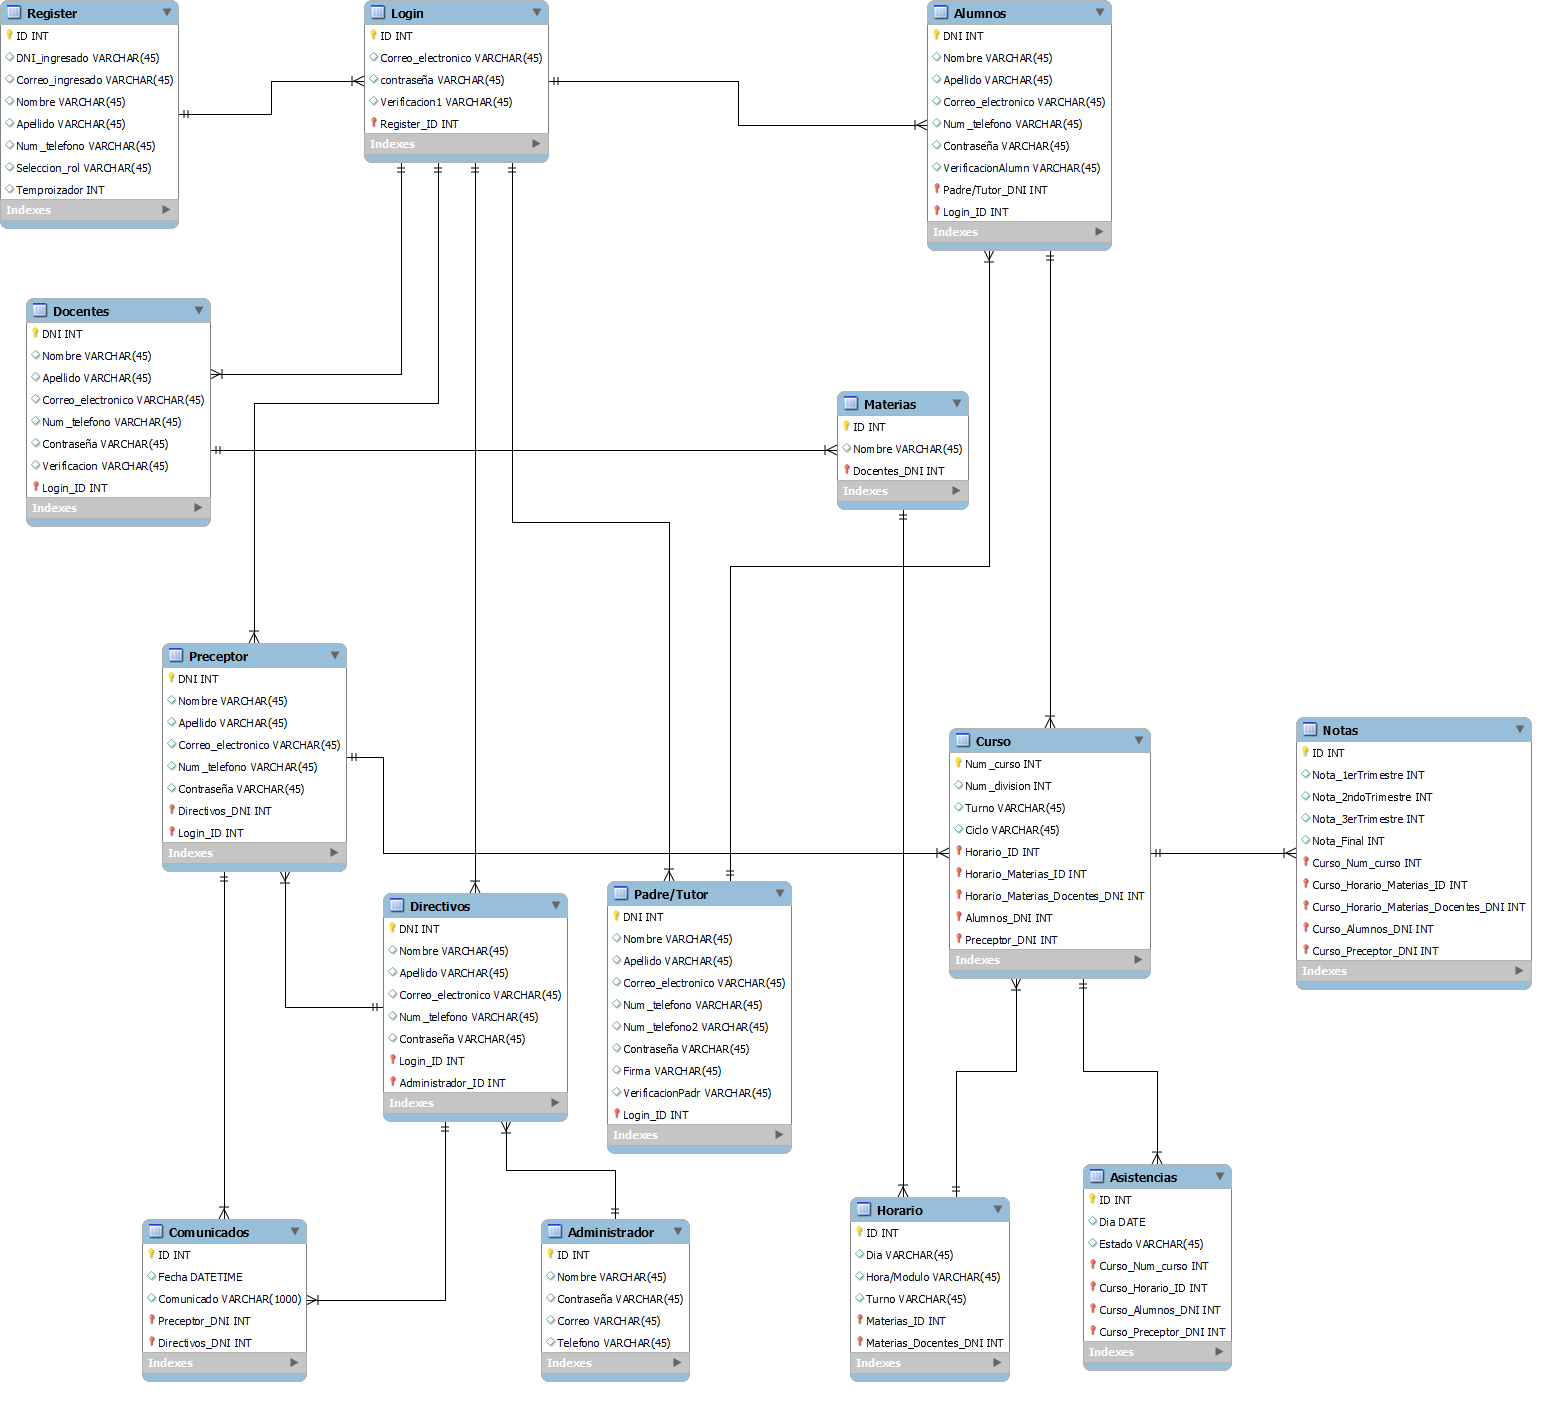 Register
ID INT
DNI_ingresado VARCHAR(45)
Correo_ingresado VARCHAR(45)
Nombre VARCHAR(45)
Apellido VARCHAR(45)
Num_telefono VARCHAR(45)
Seleccion_rol VARCHAR(45)
Temproizador INT
Indexes
Login
ID INT
Correo_electronico VARCHAR(45)
contraseña VARCHAR(45)
Verificacion1 VARCHAR(45)
Register_ID INT
Indexes
Alumnos
DNI INT
Nombre VARCHAR(45)
Apellido VARCHAR(45)
Correo_electronico VARCHAR(45)
Num_telefono VARCHAR(45)
Contraseña VARCHAR(45)
VerificacionAlumn VARCHAR(45)
Padre/Tutor_DNI INT
Login_ID INT
Indexes
Docentes
DNI INT
Nombre VARCHAR(45)
Apellido VARCHAR(45)
Correo_electronico VARCHAR(45)
Num_telefono VARCHAR(45)
Contraseña VARCHAR(45)
Verificacion VARCHAR(45)
Login_ID INT
Indexes
Materias
ID INT
Nombre VARCHAR(45)
Docentes_DNI INT
Indexes
Preceptor
DNI INT
Nombre VARCHAR(45)
Apellido VARCHAR(45)
Correo_electronico VARCHAR(45)
Num_telefono VARCHAR(45)
Contraseña VARCHAR(45)
Directivos_DNI INT
Login_ID INT
Indexes
Curso
Num_curso INT
Num_division INT
Turno VARCHAR(45)
Ciclo VARCHAR(45)
Horario_ID INT
Horario_Materias_ID INT
Horario_Materias_Docentes_DNI INT
Alumnos_DNI INT
Preceptor_DNI INT
Indexes
Notas
ID INT
Nota_1erTrimestre INT
Nota_2ndoTrimestre INT
Nota_3erTrimestre INT
Nota_Final INT
Curso_Num_curso INT
Curso_Horario_Materias_ID INT
Curso_Horario_Materias_Docentes_DNI INT
Curso_Alumnos_DNI INT
Curso_Preceptor_DNI INT
Indexes
Directivos
DNI INT
Nombre VARCHAR(45)
Apellido VARCHAR(45)
Correo_electronico VARCHAR(45)
Num_telefono VARCHAR(45)
Contraseña VARCHAR(45)
Login_ID INT
Administrador_ID INT
Indexes
Padre/Tutor
DNI INT
Nombre VARCHAR(45)
Apellido VARCHAR(45)
Correo_electronico VARCHAR(45)
Num_telefono VARCHAR(45)
Num_telefono2 VARCHAR(45)
Contraseña VARCHAR(45)
Firma VARCHAR(45)
VerificacionPadr VARCHAR(45)
Login_ID INT
Indexes
Comunicados
ID INT
Fecha DATETIME
Comunicado VARCHAR(1000)
Preceptor_DNI INT
Directivos_DNI INT
Indexes
Administrador
ID INT
Nombre VARCHAR(45)
Contraseña VARCHAR(45)
Correo VARCHAR(45)
Telefono VARCHAR(45)
Indexes
Horario
ID INT
Dia VARCHAR(45)
Hora/Modulo VARCHAR(45)
Turno VARCHAR(45)
Materias_ID INT
Materias_Docentes_DNI INT
Indexes
Asistencias
ID INT
Dia DATE
Estado VARCHAR(45)
Curso_Num_curso INT
Curso_Horario_ID INT
Curso_Alumnos_DNI INT
Curso_Preceptor_DNI INT
Indexes